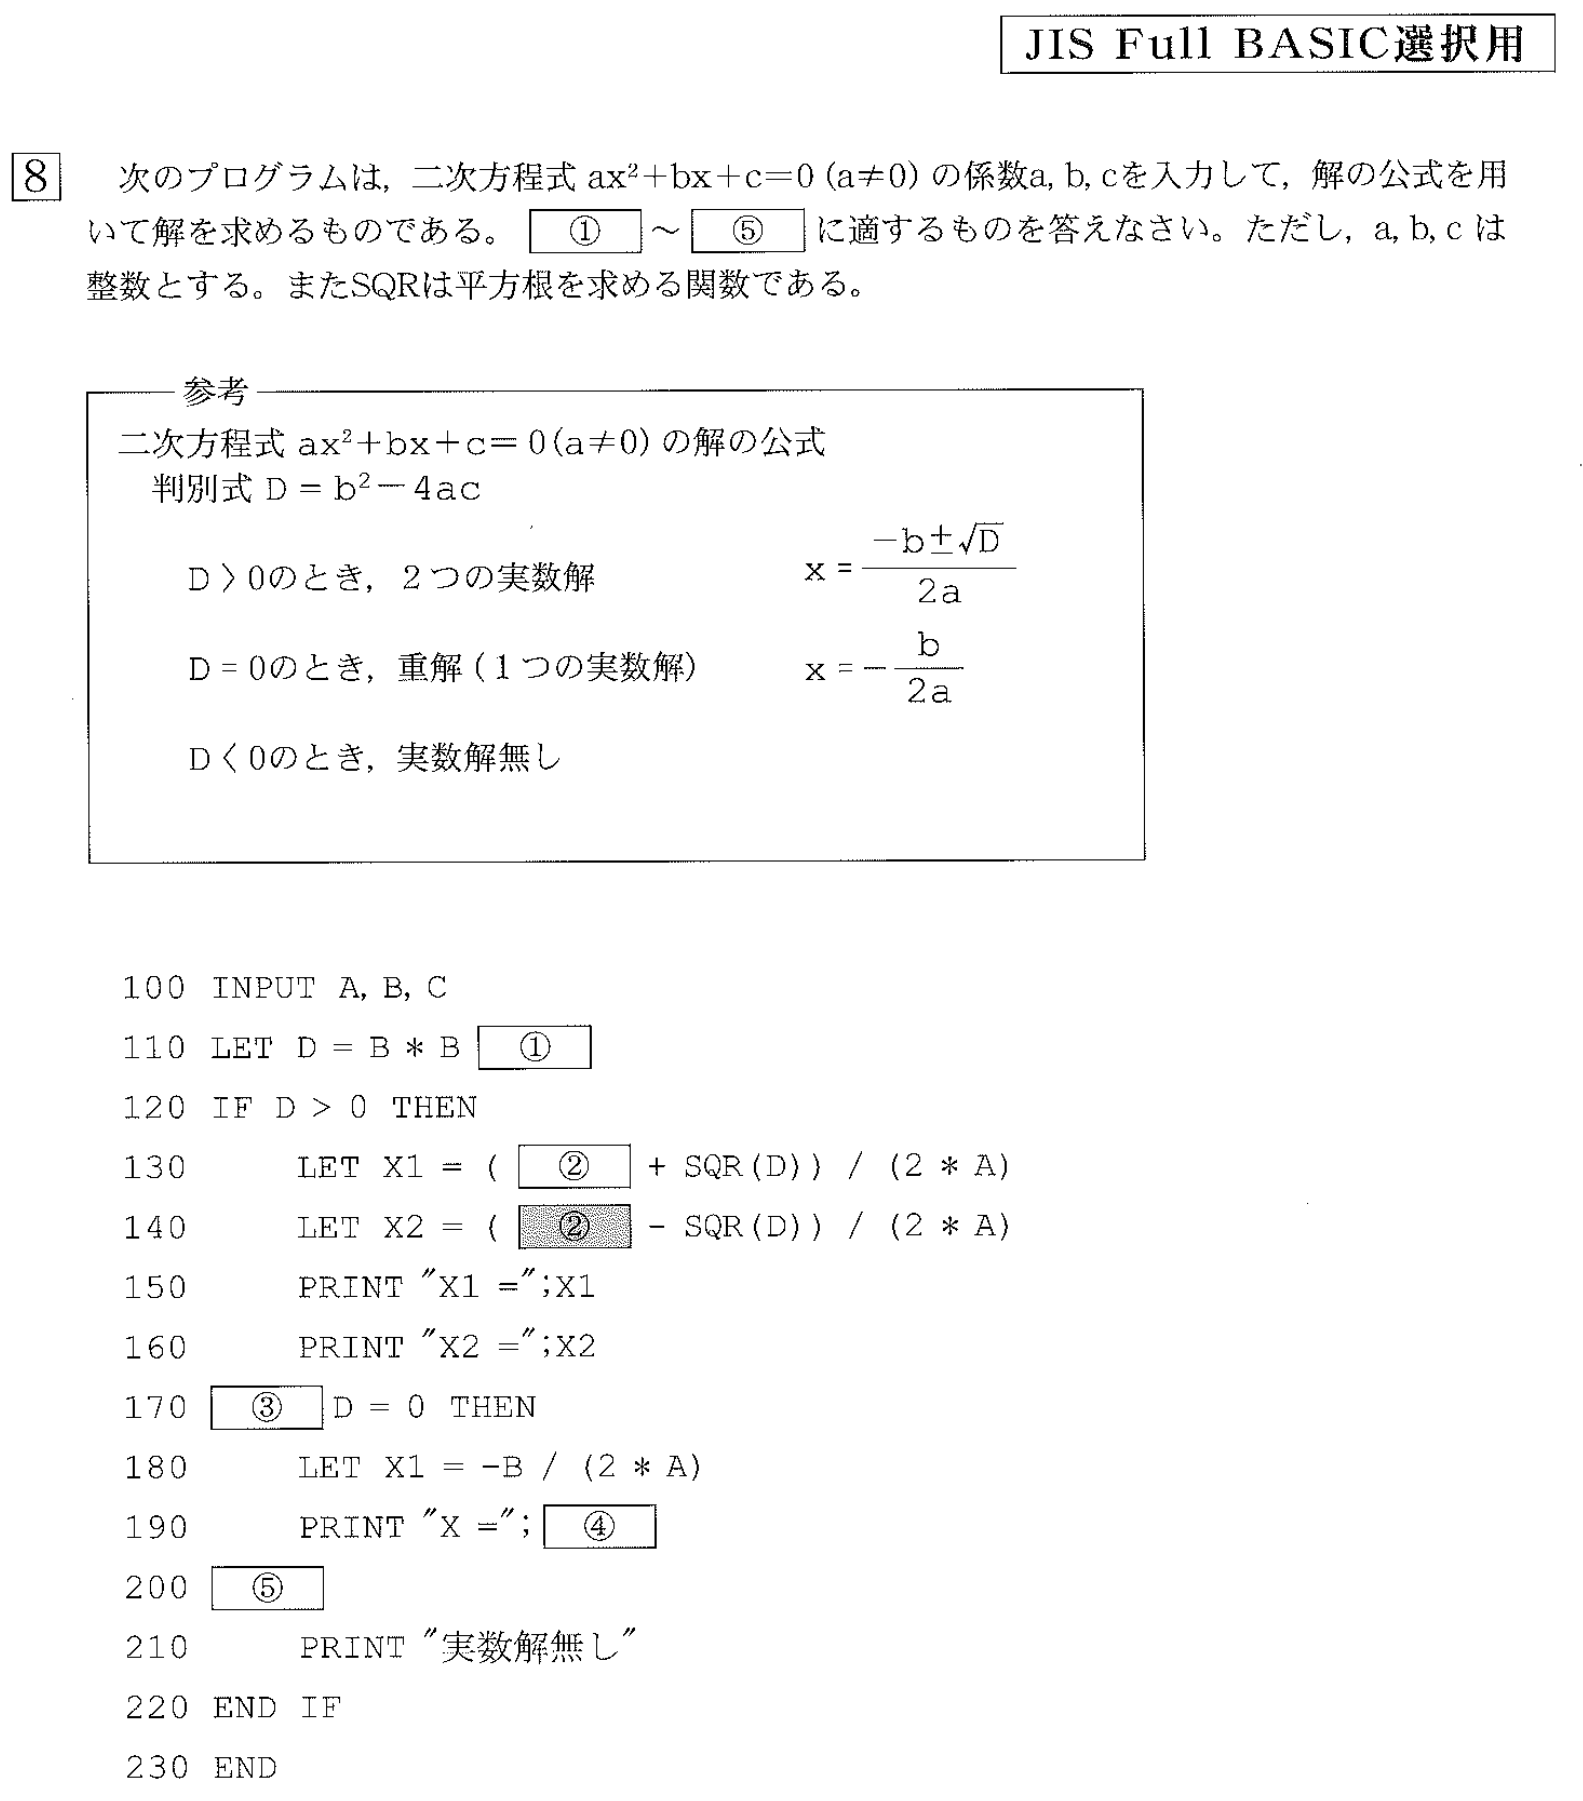 JIS Full BASIC選択用
8 次のプログラムは, 二次方程式 ax²+bx+c=0 (a≠0) の係数a, b, cを入力して, 解の公式を用
いて解を求めるものである。 ① ～ ⑤ に適するものを答えなさい。ただし, a, b, c は
整数とする。またSQRは平方根を求める関数である。
参考
二次方程式 ax²+bx+c=0(a≠0) の解の公式
判別式 D=b²-4ac
D〉0のとき, 2つの実数解 x=(-b±√D)/2a
D=0のとき, 重解(1つの実数解) x=-b/2a
D〈0のとき, 実数解無し
100 INPUT A, B, C
110 LET D = B * B ①
120 IF D > 0 THEN
130 LET X1 = ( ② + SQR(D)) / (2 * A)
140 LET X2 = ( ② - SQR(D)) / (2 * A)
150 PRINT ″X1 =″;X1
160 PRINT ″X2 =″;X2
170 ③ D = 0 THEN
180 LET X1 = -B / (2 * A)
190 PRINT ″X =″; ④
200 ⑤
210 PRINT ″実数解無し″
220 END IF
230 END